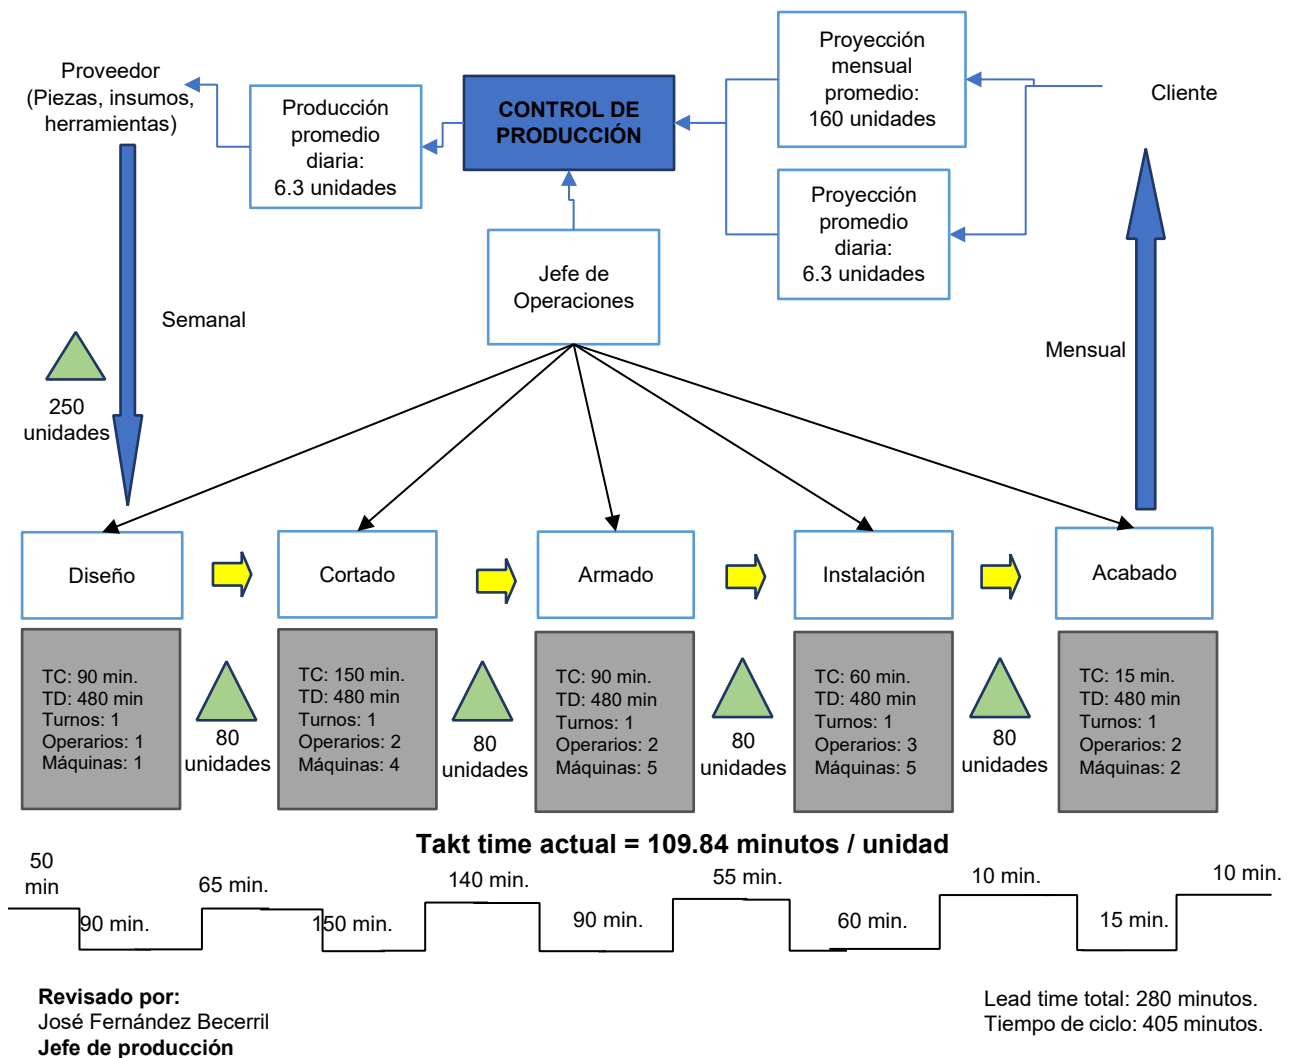 Proveedor
(Piezas, insumos,
herramientas)
Producción
promedio
diaria:
6.3 unidades
CONTROL DE
PRODUCCIÓN
Proyección
mensual
promedio:
160 unidades
Cliente
Proyección
promedio
diaria:
6.3 unidades
Jefe de
Operaciones
Semanal
Mensual
250
unidades
Diseño
Cortado
Armado
Instalación
Acabado
TC: 90 min.
TD: 480 min
Turnos: 1
Operarios: 1
Máquinas: 1
80
unidades
TC: 150 min.
TD: 480 min
Turnos: 1
Operarios: 2
Máquinas: 4
80
unidades
TC: 90 min.
TD: 480 min
Turnos: 1
Operarios: 2
Máquinas: 5
80
unidades
TC: 60 min.
TD: 480 min
Turnos: 1
Operarios: 3
Máquinas: 5
80
unidades
TC: 15 min.
TD: 480 min
Turnos: 1
Operarios: 2
Máquinas: 2
Takt time actual = 109.84 minutos / unidad
50
min
90 min.
65 min.
150 min.
140 min.
90 min.
55 min.
60 min.
10 min.
15 min.
10 min.
Revisado por:
José Fernández Becerril
Jefe de producción
Lead time total: 280 minutos.
Tiempo de ciclo: 405 minutos.